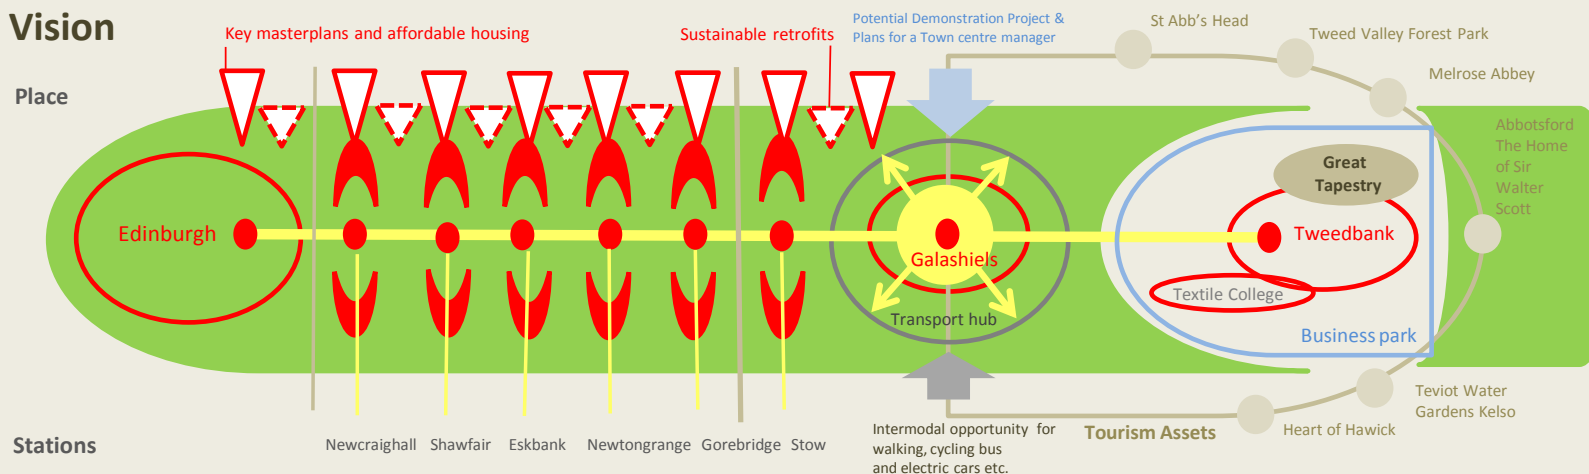 Vision
Key masterplans and affordable housing
Sustainable retrofits
Potential Demonstration Project &
Plans for a Town centre manager
St Abb's Head
Tweed Valley Forest Park
Melrose Abbey
Place
Abbotsford
The Home
of Sir
Walter
Scott
Great
Tapestry
Edinburgh
Galashiels
Tweedbank
Textile College
Transport hub
Business park
Teviot Water
Gardens Kelso
Heart of Hawick
Tourism Assets
Intermodal opportunity for
walking, cycling bus
and electric cars etc.
Stations
Newcraighall Shawfair Eskbank Newtongrange Gorebridge Stow